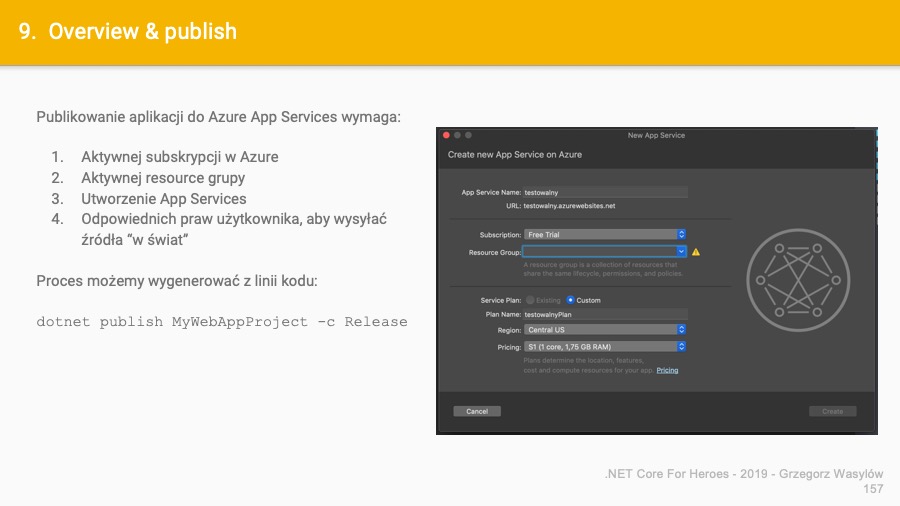 9. Overview & publish
Publikowanie aplikacji do Azure App Services wymaga:
1. Aktywnej subskrypcji w Azure
2. Aktywnej resource grupy
3. Utworzenie App Services
4. Odpowiednich praw użytkownika, aby wysyłać
źródła “w świat”
Proces możemy wygenerować z linii kodu:
dotnet publish MyWebAppProject -c Release
New App Service
Create new App Service on Azure
App Service Name: testowalny
URL: testowalny.azurewebsites.net
Subscription: Free Trial
Resource Group:
A resource group is a collection of resources that
share the same lifecycle, permissions, and policies.
Service Plan: Existing Custom
Plan Name: testowalnyPlan
Region: Central US
Pricing: S1 (1 core, 1,75 GB RAM)
Plans determine the location, features,
cost and compute resources for your app. Pricing
Cancel
Create
.NET Core For Heroes - 2019 - Grzegorz Wasylów
157